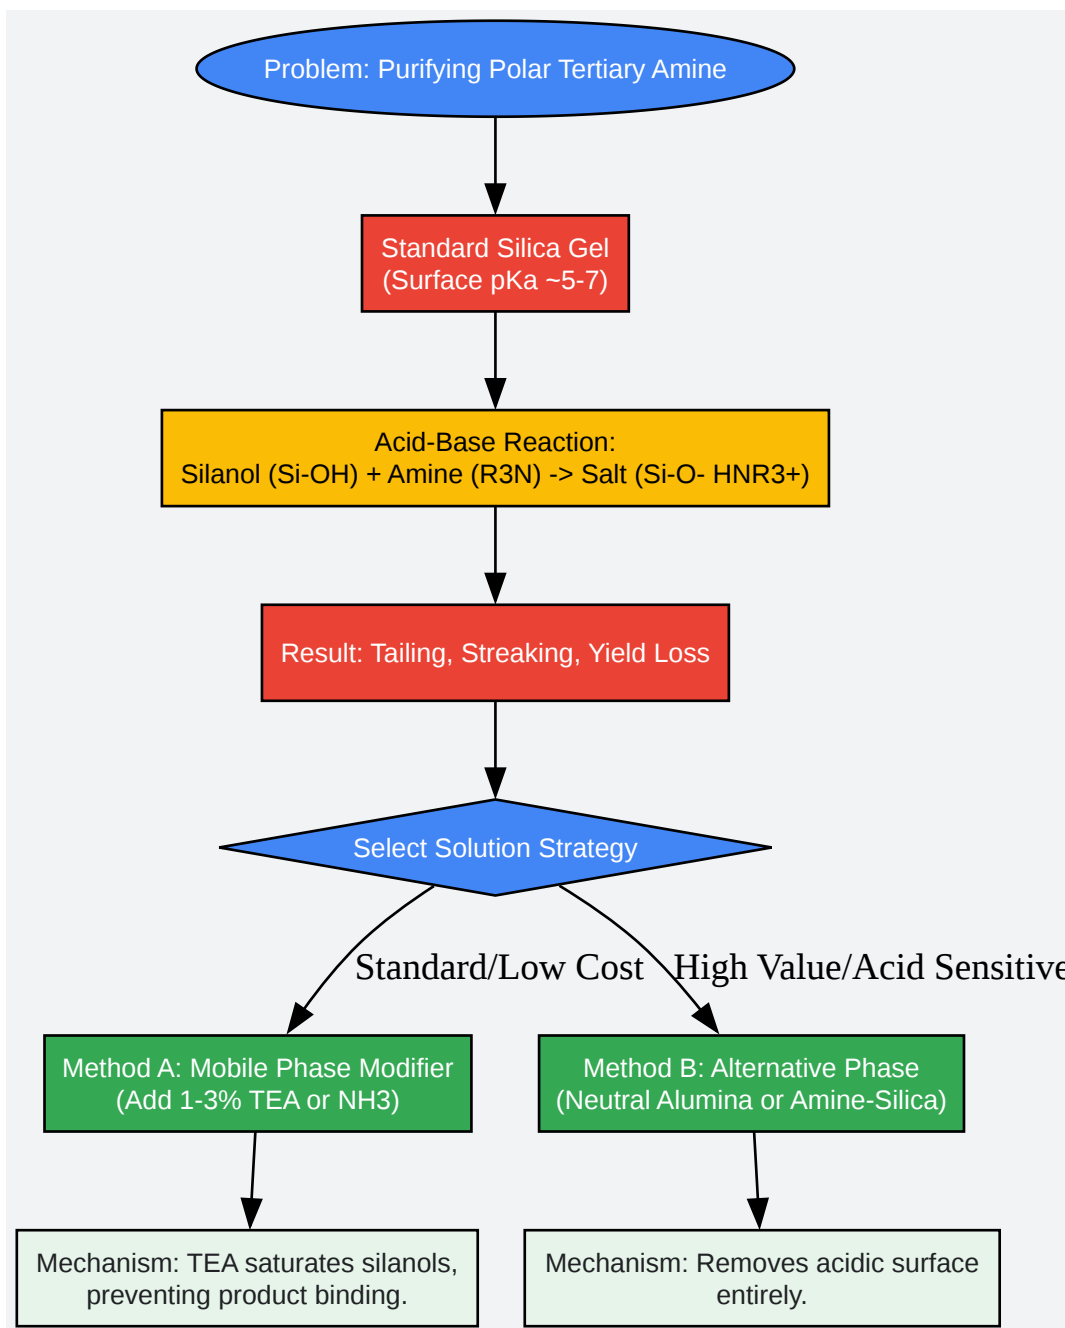 Problem: Purifying Polar Tertiary Amine
Standard Silica Gel
(Surface pKa ~5-7)
Acid-Base Reaction:
Silanol (Si-OH) + Amine (R3N) -> Salt (Si-O- HNR3+)
Result: Tailing, Streaking, Yield Loss
Select Solution Strategy
Standard/Low Cost
High Value/Acid Sensitive
Method A: Mobile Phase Modifier
(Add 1-3% TEA or NH3)
Method B: Alternative Phase
(Neutral Alumina or Amine-Silica)
Mechanism: TEA saturates silanols,
preventing product binding.
Mechanism: Removes acidic surface
entirely.